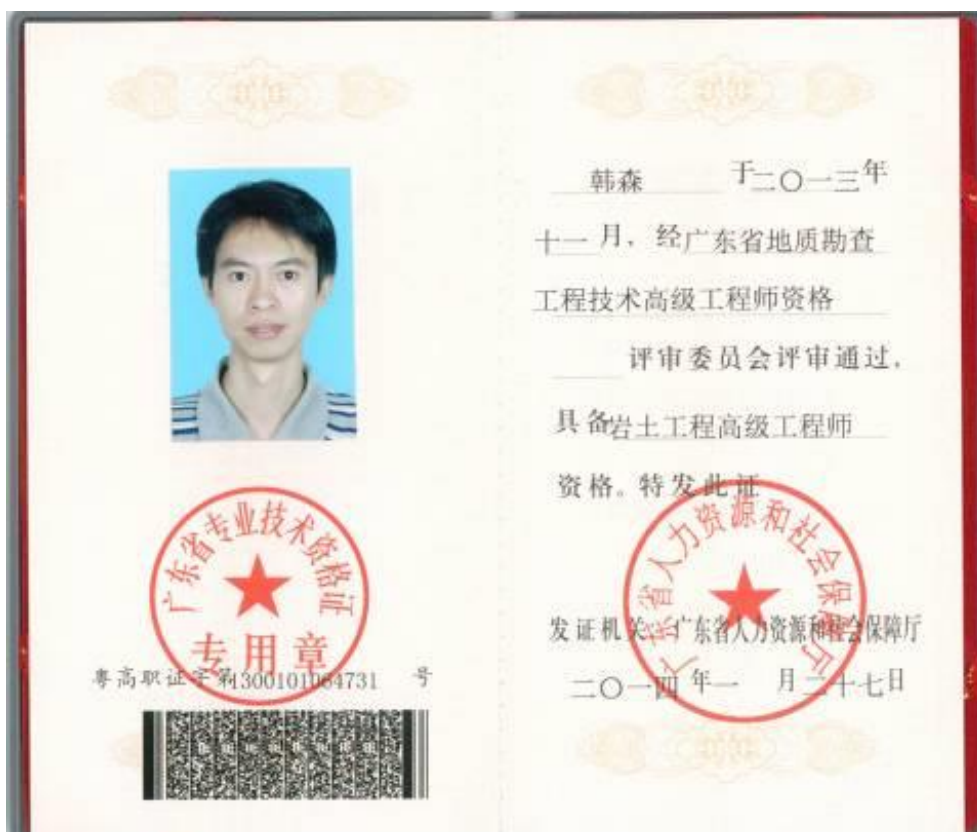 广东省专业技术资格证
专用章
粤高职证字第1300101064731 号
韩森 于二〇一三年
十一月，经广东省地质勘查
工程技术高级工程师资格
评审委员会评审通过，
具备岩土工程高级工程师
资格。特发此证
广东省人力资源和社会保障厅
发证机关 广东省人力资源和社会保障厅
二〇一四年一月二十七日